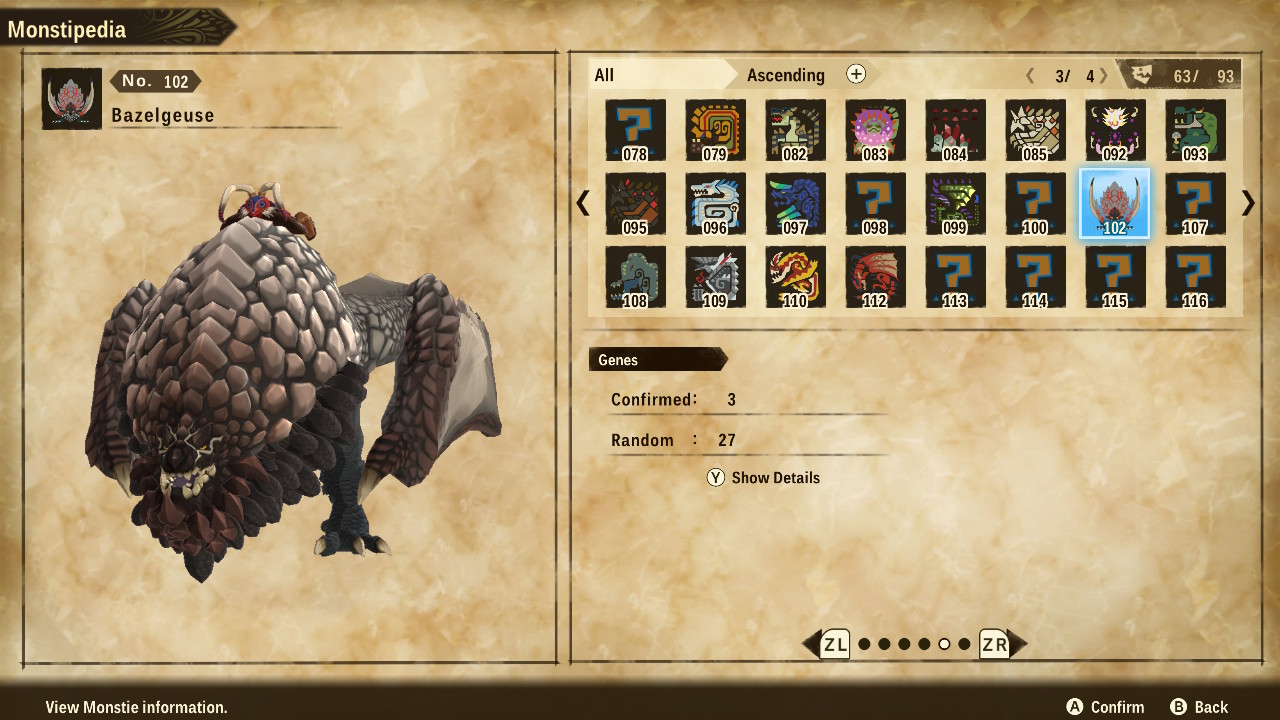 Monstipedia
No. 102
Bazelgeuse
All
Ascending
3/ 4
63/ 93
? 078
079
082
083
084
085
092
093
095
096
097
? 098
099
? 100
102
? 107
108
109
110
112
? 113
? 114
? 115
? 116
Genes
Confirmed: 3
Random : 27
Y Show Details
ZL
ZR
View Monstie information.
A Confirm
B Back